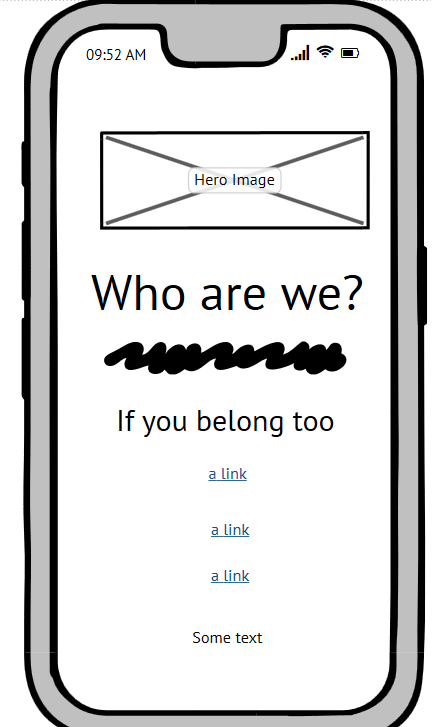 09:52 AM
Hero Image
Who are we?
If you belong too
a link
a link
a link
Some text